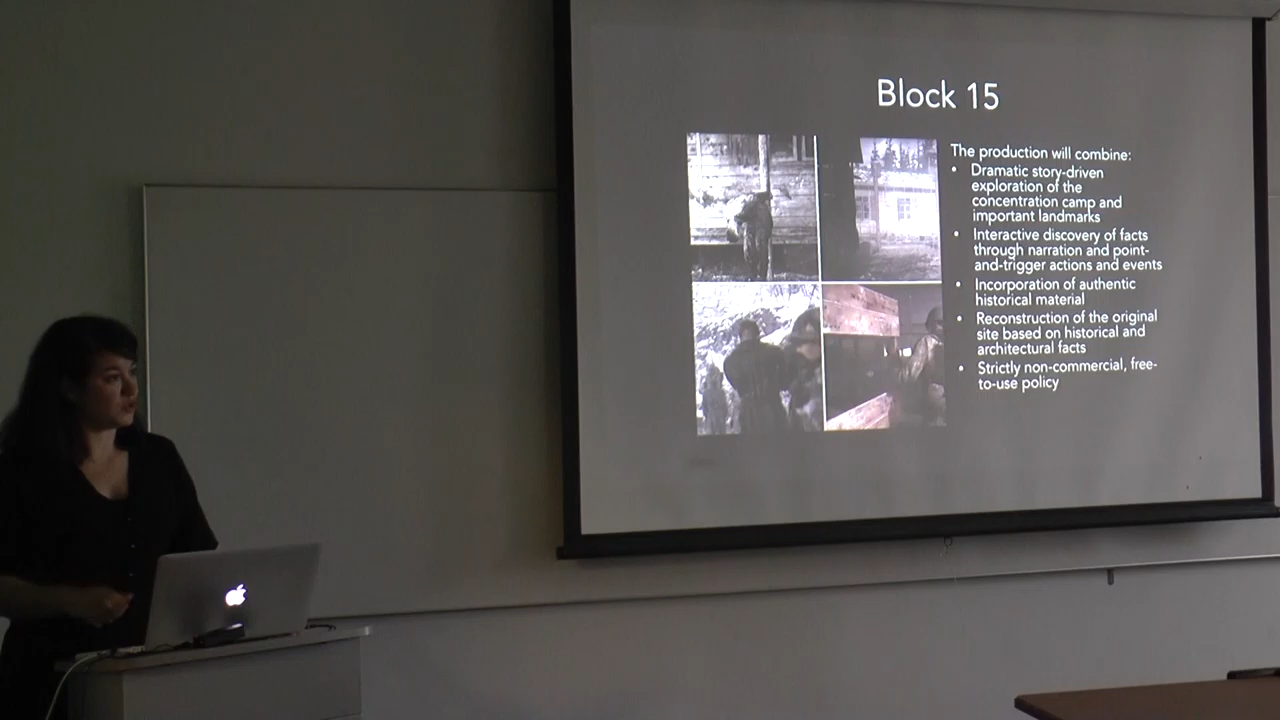 Block 15
The production will combine:
• Dramatic story-driven
exploration of the
concentration camp and
important landmarks
• Interactive discovery of facts
through narration and point-
and-trigger actions and events
• Incorporation of authentic
historical material
• Reconstruction of the original
site based on historical and
architectural facts
• Strictly non-commercial, free-
to-use policy